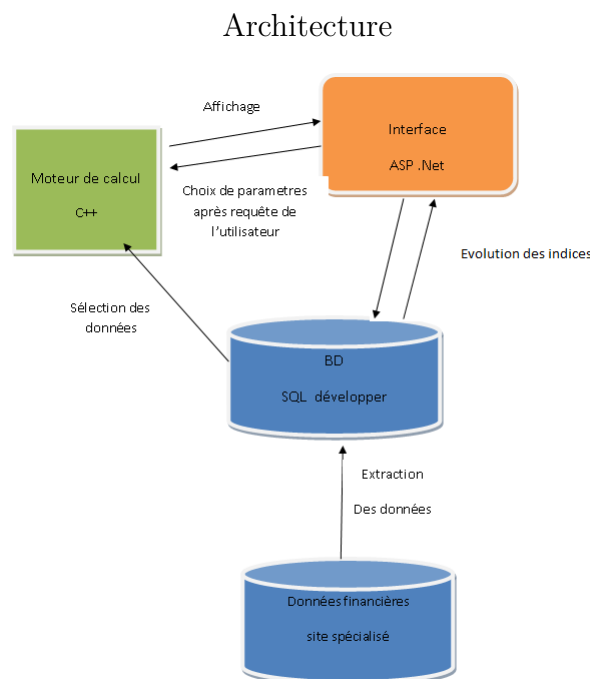 Architecture
Affichage
Interface
ASP .Net
Moteur de calcul
C++
Choix de parametres
après requête de
l'utilisateur
Evolution des indices
Sélection des
données
BD
SQL développer
Extraction
Des données
Données financières
site spécialisé